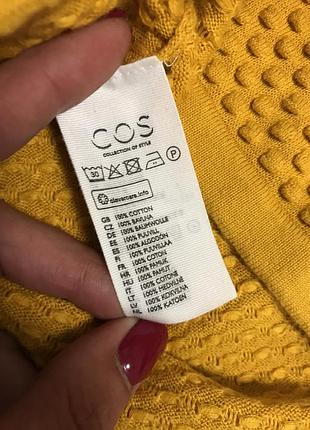 COS
COLLECTION OF STYLE
30 P
clevercare.info
GB 100% COTTON
CZ 100% BAVLNA
DE 100% BAUMWOLLE
EE 100% PUUVILL
ES 100% ALGODÓN
FI 100% PUUVILLAA
FR 100% COTON
HR 100% PAMUK
HU 100% PAMUT
IT 100% COTONE
LT 100% MEDVILNĖ
LV 100% KOKVILNA
NL 100% KATOEN